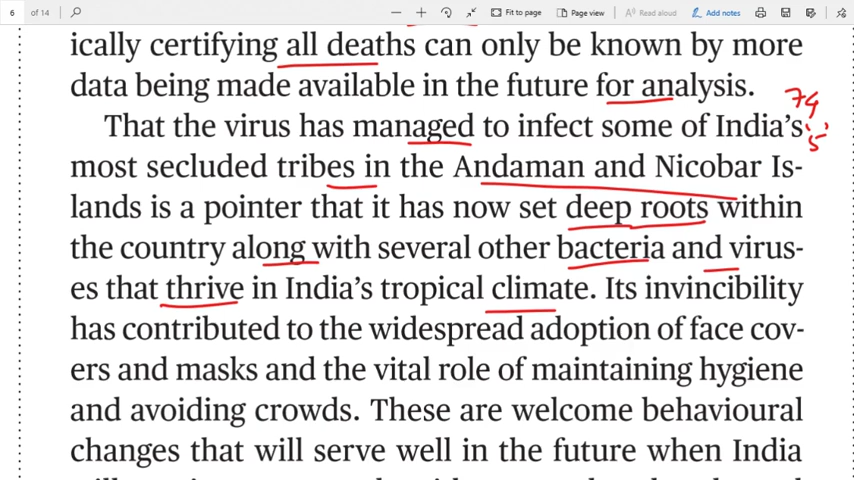 6 of 14 Fit to page Page view Read aloud Add notes
ically certifying all deaths can only be known by more
data being made available in the future for analysis.
74
That the virus has managed to infect some of India's
5
most secluded tribes in the Andaman and Nicobar Is-
lands is a pointer that it has now set deep roots within
the country along with several other bacteria and virus-
es that thrive in India's tropical climate. Its invincibility
has contributed to the widespread adoption of face cov-
ers and masks and the vital role of maintaining hygiene
and avoiding crowds. These are welcome behavioural
changes that will serve well in the future when India